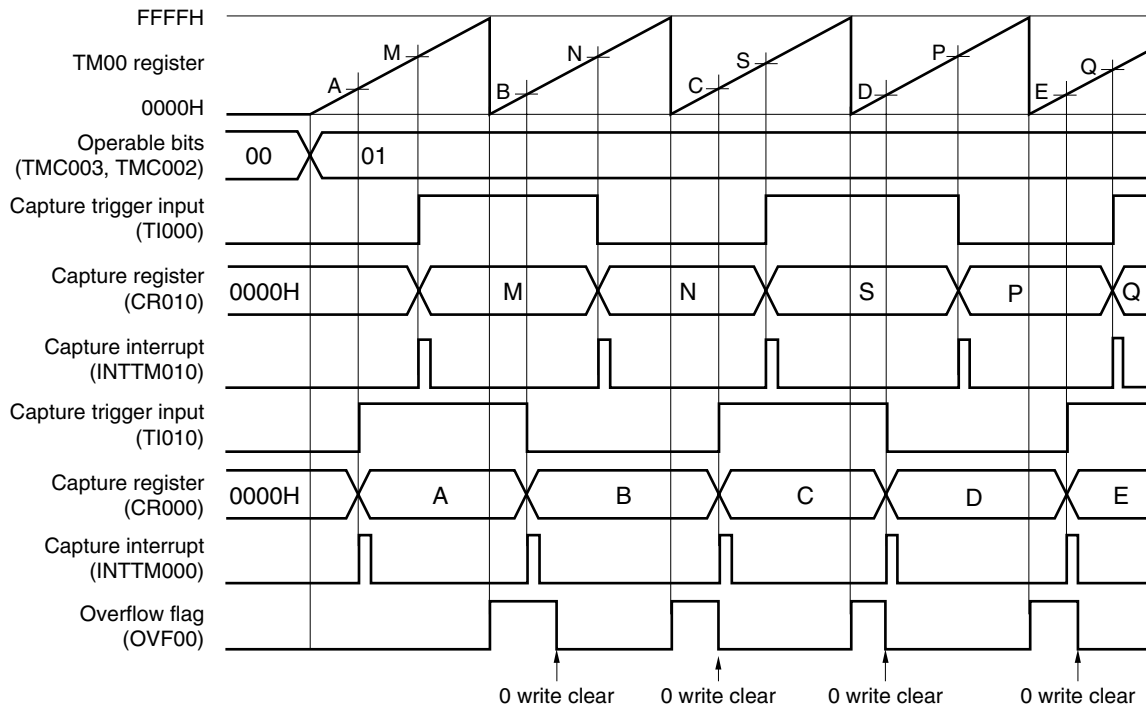 FFFFH
TM00 register
0000H
A M B N C S D P E Q
Operable bits
(TMC003, TMC002)
00 01
Capture trigger input
(TI000)
Capture register
(CR010)
0000H M N S P Q
Capture interrupt
(INTTM010)
Capture trigger input
(TI010)
Capture register
(CR000)
0000H A B C D E
Capture interrupt
(INTTM000)
Overflow flag
(OVF00)
0 write clear 0 write clear 0 write clear 0 write clear